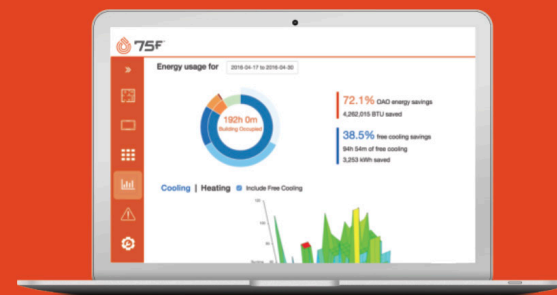 75F
Energy usage for 2016-04-17 to 2016-04-30
192h 0m
Building Occupied
72.1% OAO energy savings
4,262,015 BTU saved
38.5% free cooling savings
94h 54m of free cooling
3,253 kWh saved
Cooling | Heating Include Free Cooling